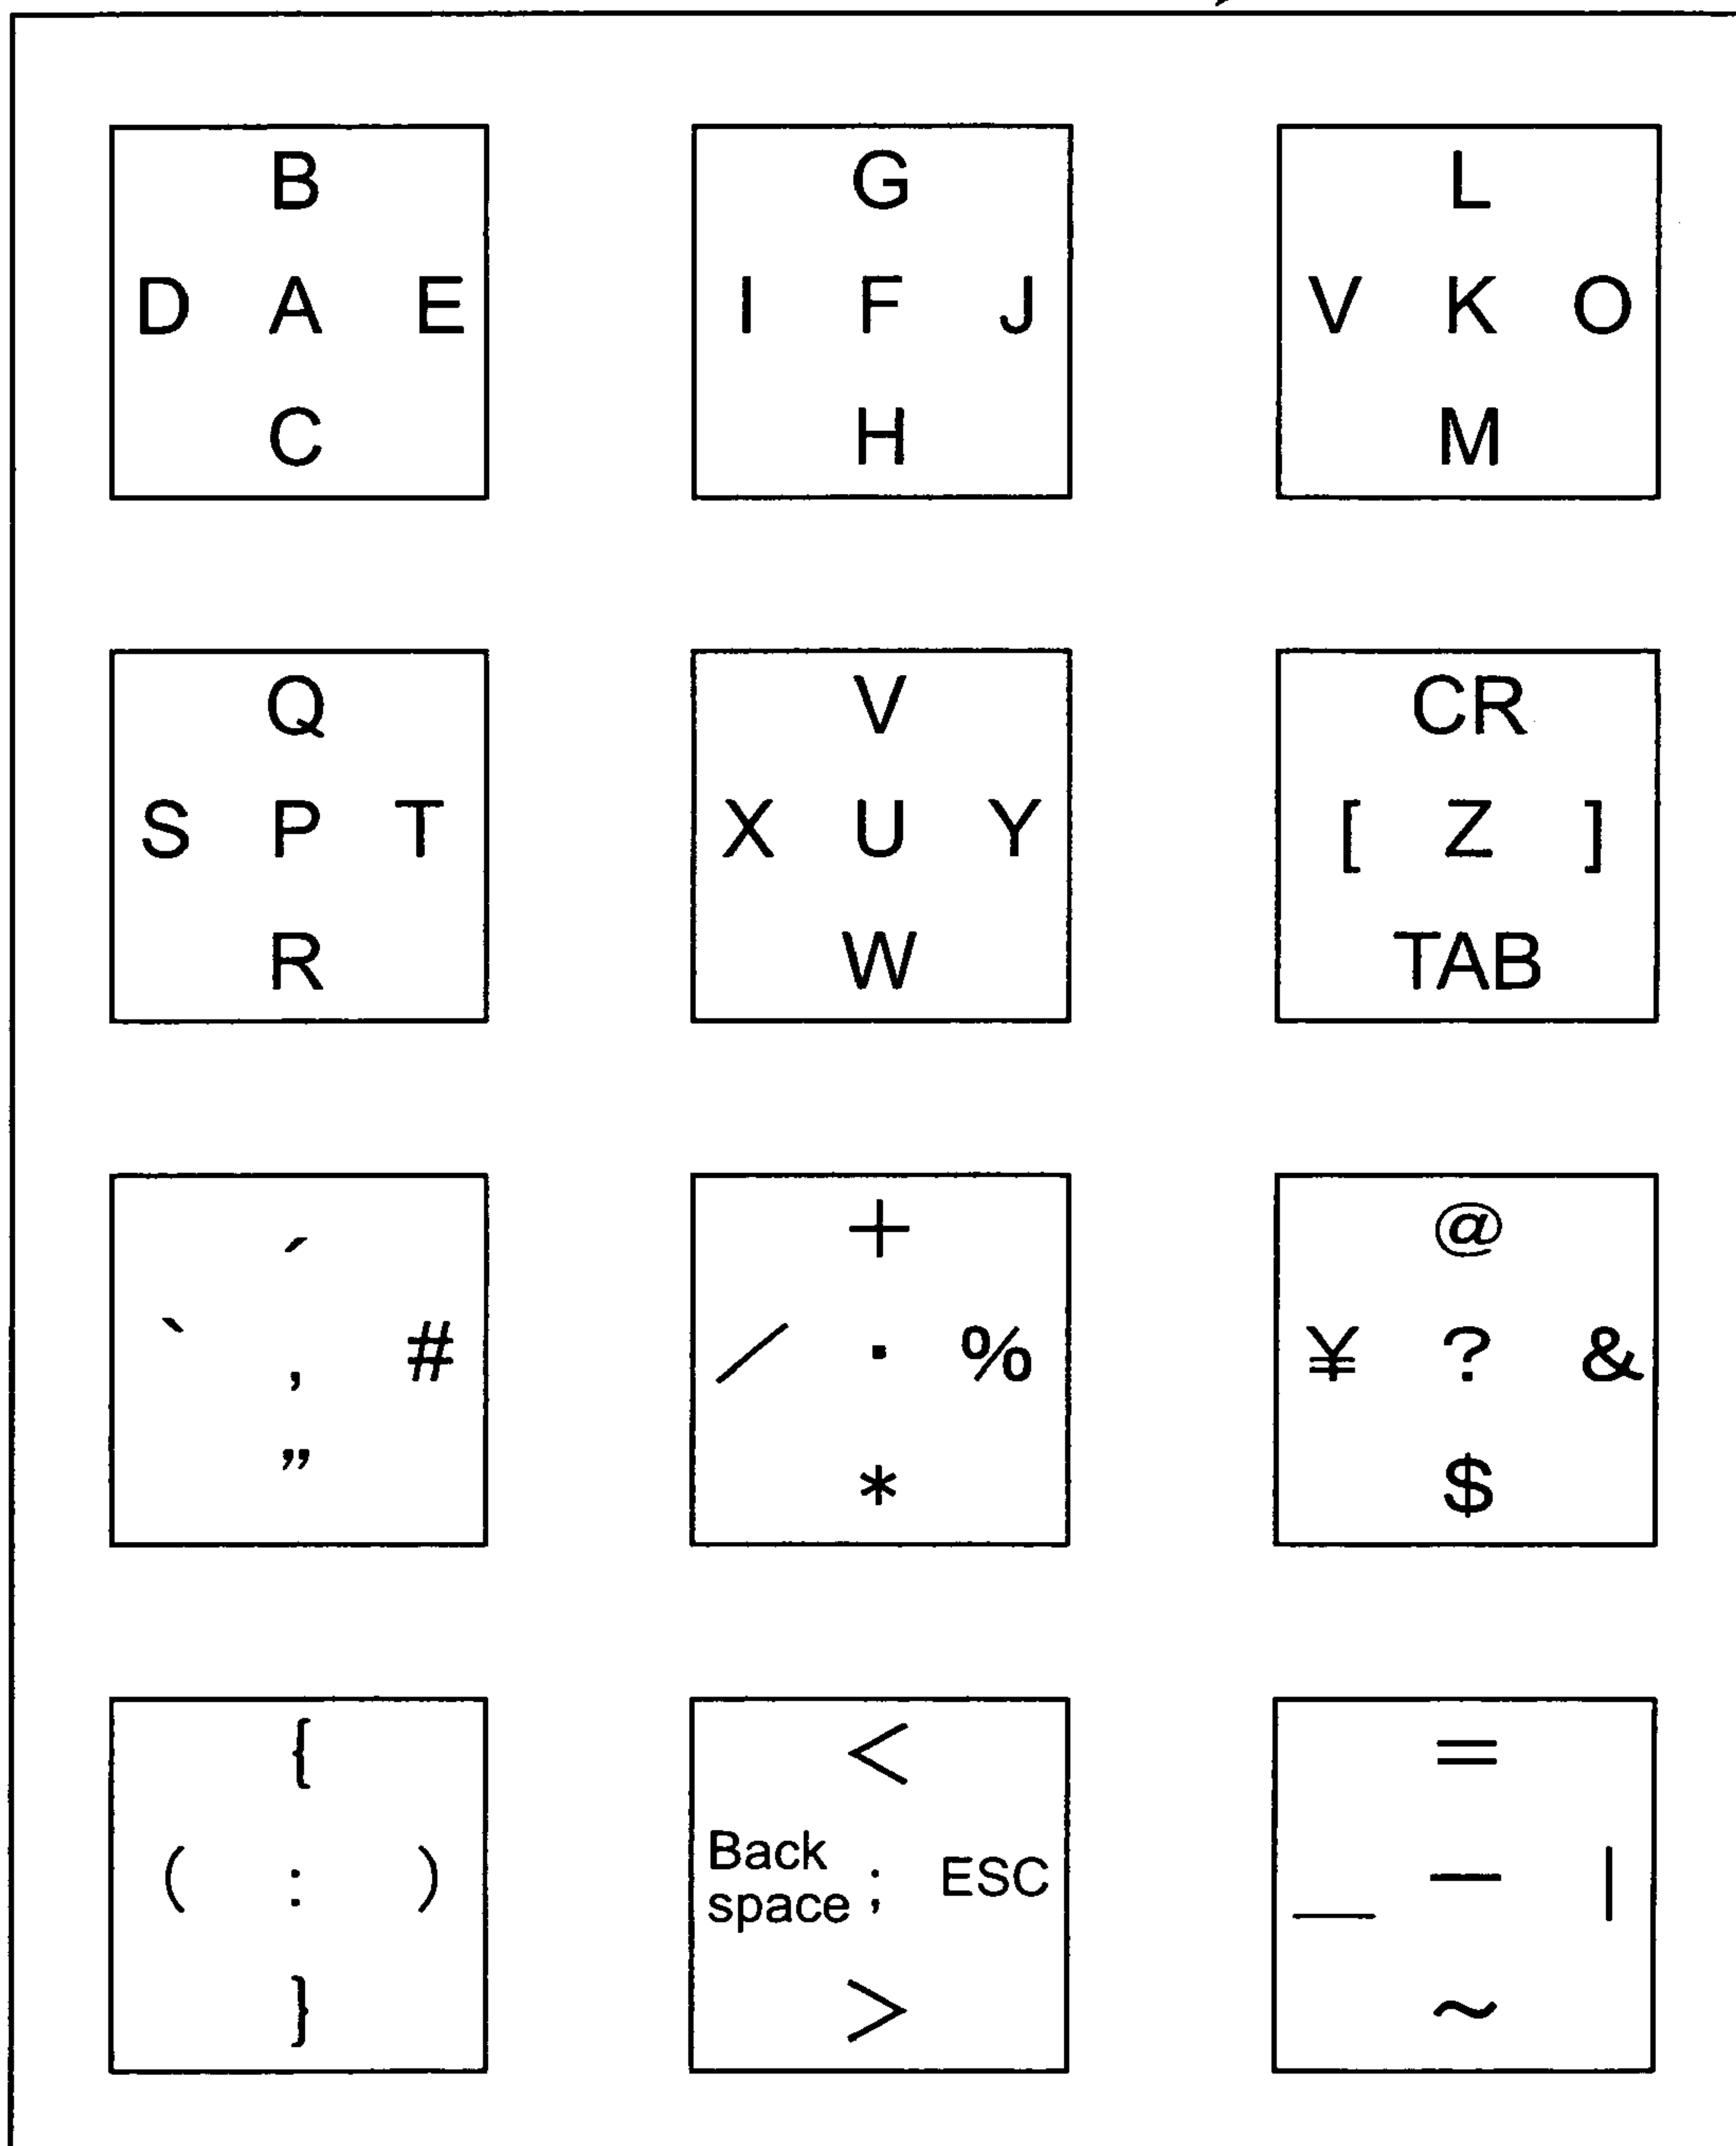 B G L
D A E I F J V K O
C H M
Q V CR
S P T X U Y [ Z ]
R W TAB
´ + @
` , # / . % ¥ ? &
” * $
{ < =
( : ) Back space ; ESC _ − |
} > ~